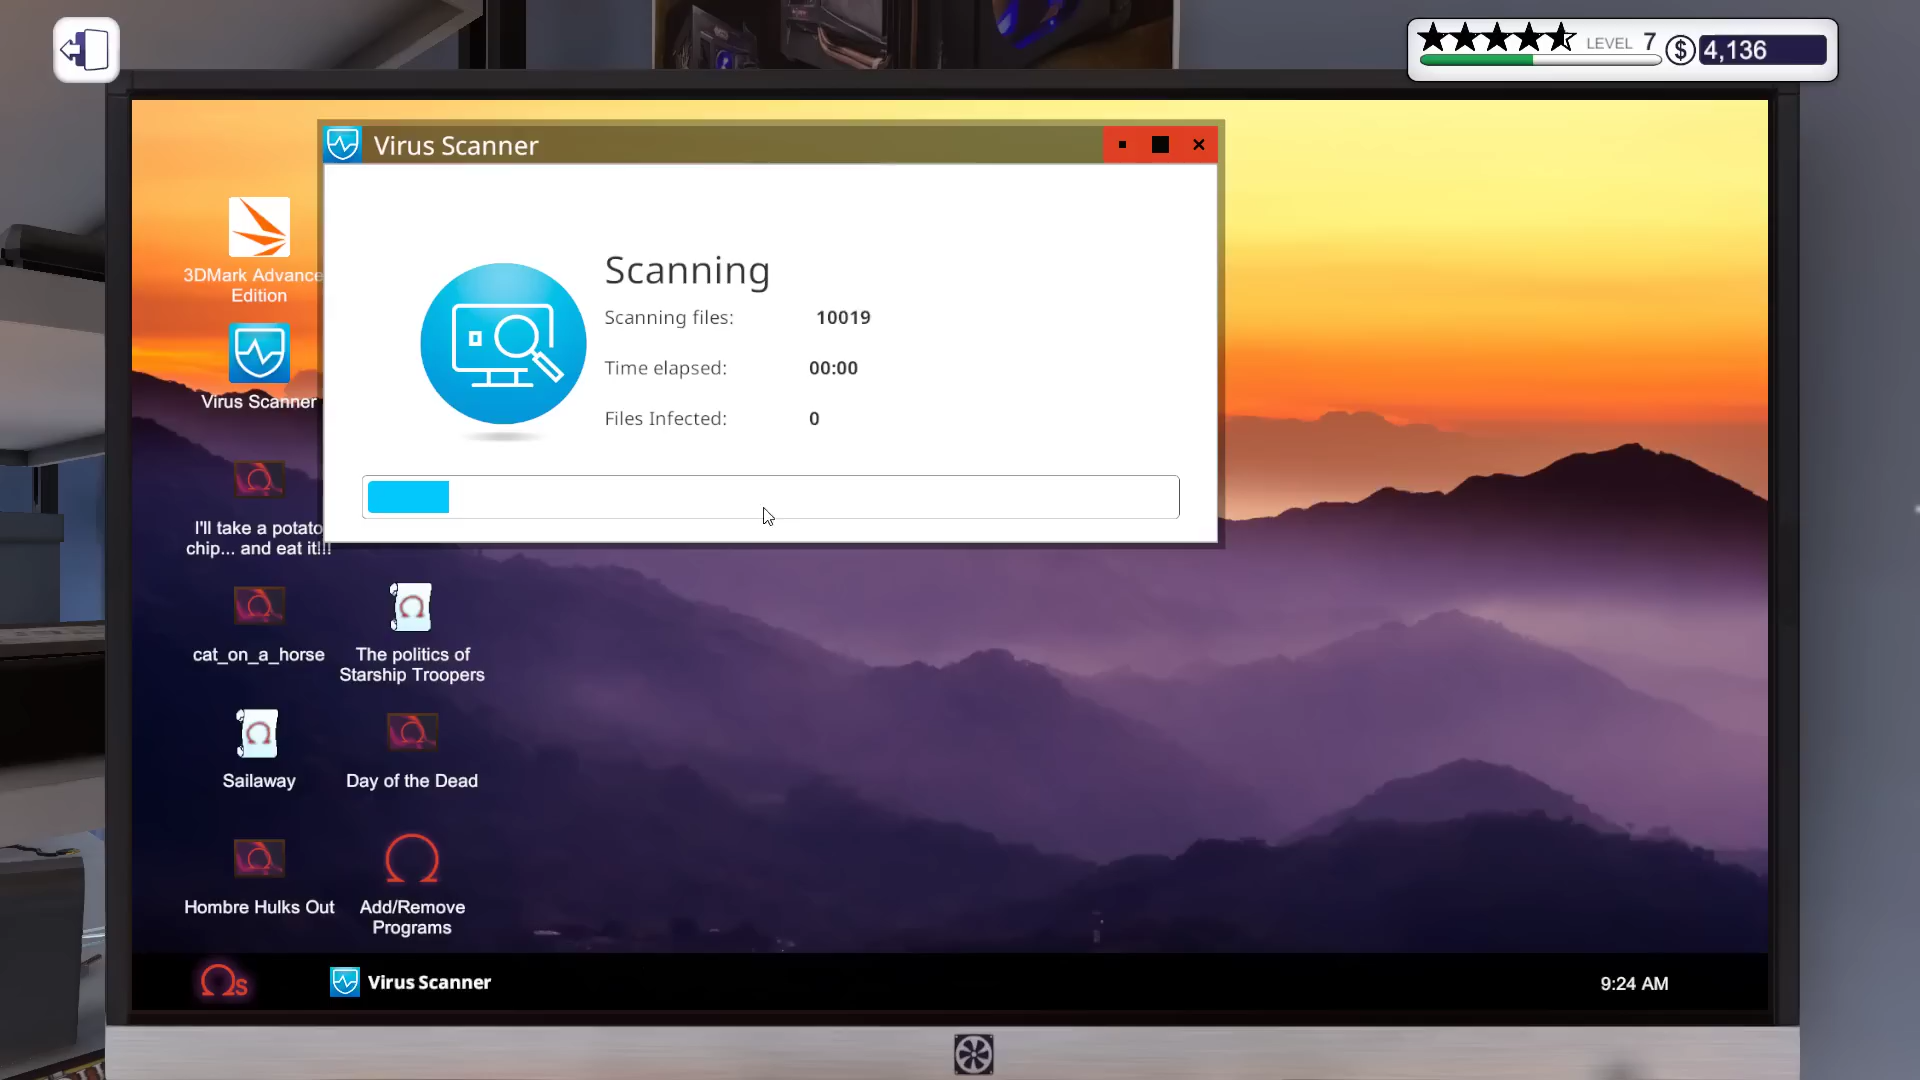 LEVEL 7
$ 4,136
Virus Scanner
3DMark Advance
Edition
Virus Scanner
I'll take a potato
chip... and eat it!!!
cat_on_a_horse
Sailaway
Hombre Hulks Out
The politics of
Starship Troopers
Day of the Dead
Add/Remove
Programs
Scanning
Scanning files: 10019
Time elapsed: 00:00
Files Infected: 0
Ωs
Virus Scanner
9:24 AM